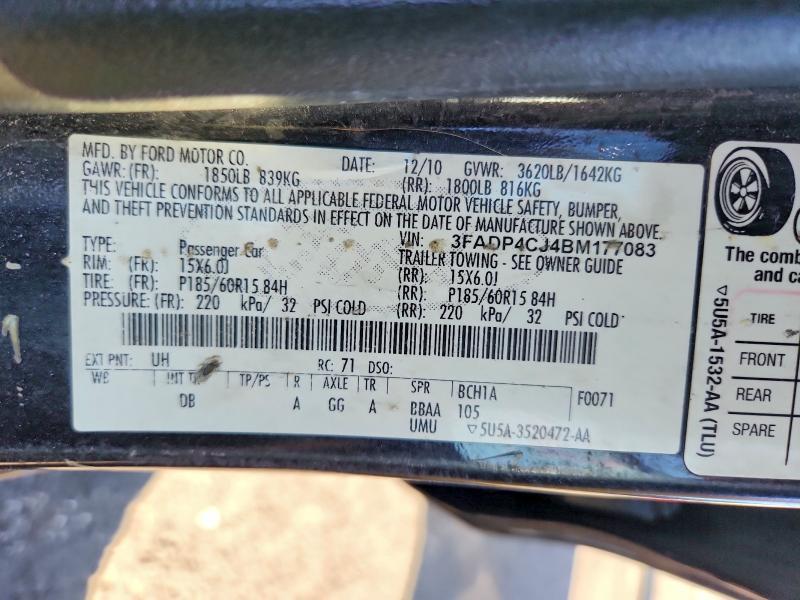 MFD. BY FORD MOTOR CO. DATE: 12/10 GVWR: 3620LB/1642KG
GAWR: (FR): 1850LB 839KG (RR): 1800LB 816KG
THIS VEHICLE CONFORMS TO ALL APPLICABLE FEDERAL MOTOR VEHICLE SAFETY, BUMPER,
AND THEFT PREVENTION STANDARDS IN EFFECT ON THE DATE OF MANUFACTURE SHOWN ABOVE.
VIN: 3FADP4CJ4BM177083
TYPE: Passenger Car TRAILER TOWING - SEE OWNER GUIDE
RIM: (FR): 15X6.0J (RR): 15X6.0J
TIRE: (FR): P185/60R15 84H (RR): P185/60R15 84H
PRESSURE: (FR): 220 kPa/ 32 PSI COLD (RR): 220 kPa/ 32 PSI COLD
EXT PNT: UH RC: 71 DSO:
WB INT TP/PS R AXLE TR SPR BCH1A F0071
DB A GG A BBAA 105
UMU ▽5U5A-3520472-AA
The comb
and ca
TIRE
FRONT
REAR
SPARE
▽5U5A-1532-AA (TLU)